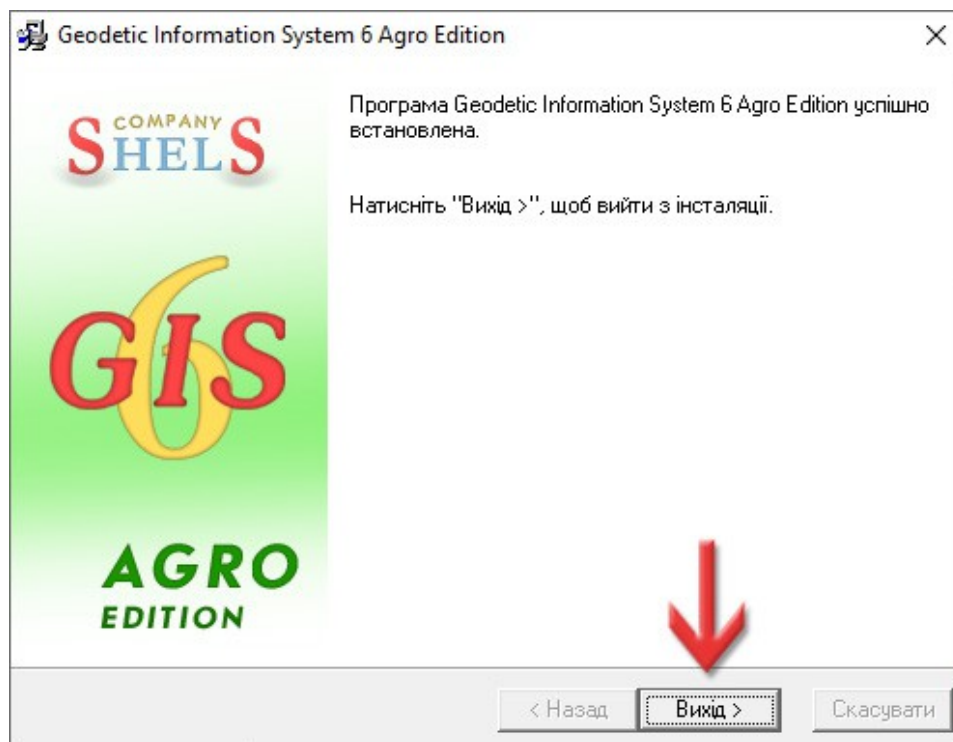 Geodetic Information System 6 Agro Edition
COMPANY
SHELS
GIS
6
AGRO
EDITION
Програма Geodetic Information System 6 Agro Edition успішно
встановлена.
Натисніть "Вихід >", щоб вийти з інсталяції.
< Назад
Вихід >
Скасувати